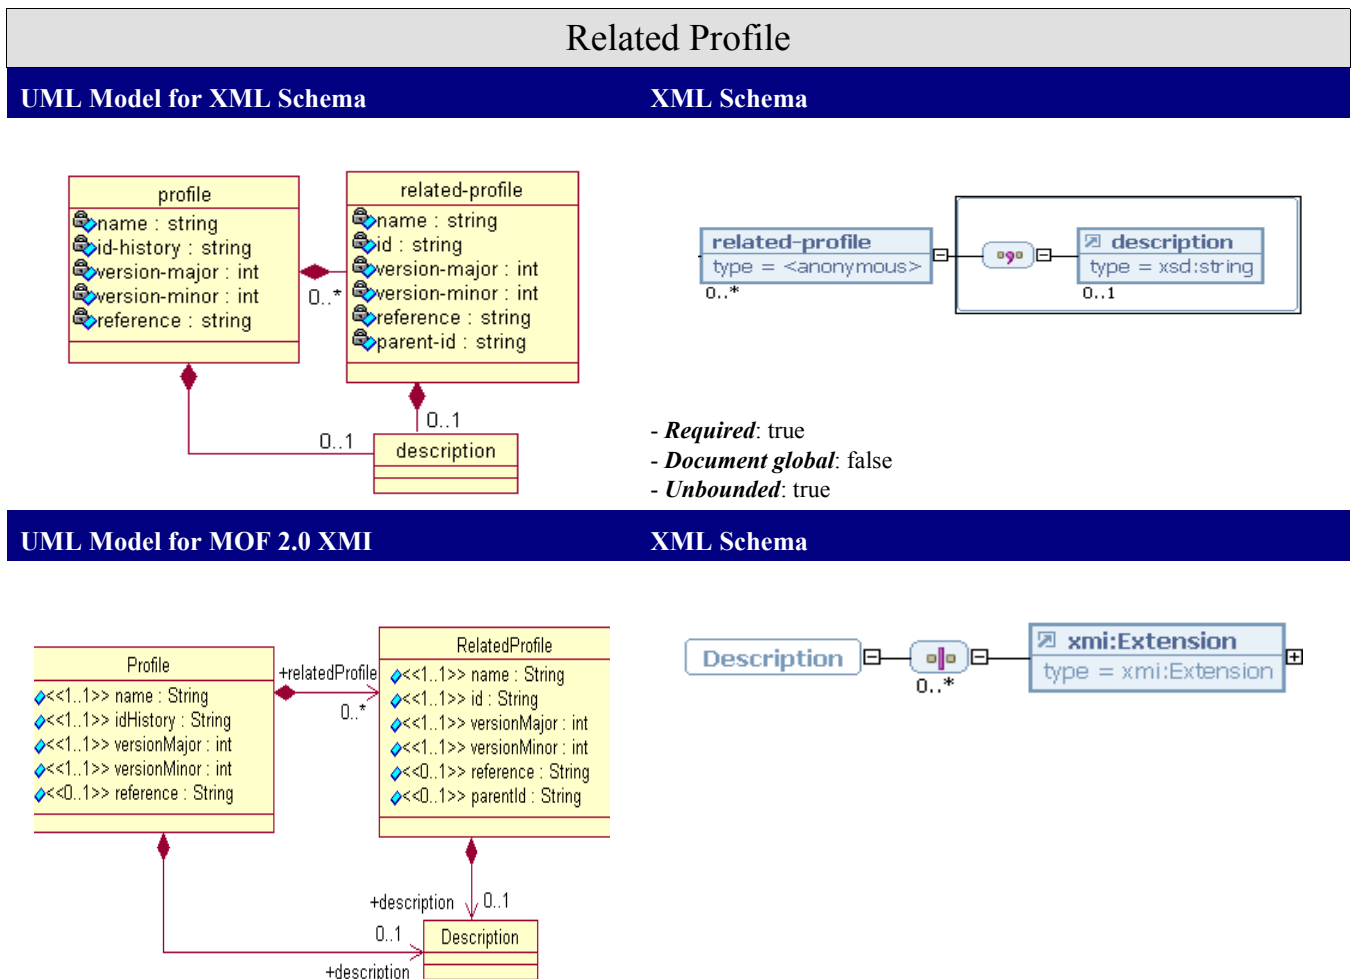 Related Profile
UML Model for XML Schema
XML Schema
profile
name : string
id-history : string
version-major : int
version-minor : int
reference : string
0..*
related-profile
name : string
id : string
version-major : int
version-minor : int
reference : string
parent-id : string
0..1
0..1
description
related-profile
type = <anonymous>
0..*
description
type = xsd:string
0..1
- Required: true
- Document global: false
- Unbounded: true
UML Model for MOF 2.0 XMI
XML Schema
Profile
<<1..1>> name : String
<<1..1>> idHistory : String
<<1..1>> versionMajor : int
<<1..1>> versionMinor : int
<<0..1>> reference : String
+relatedProfile
0..*
RelatedProfile
<<1..1>> name : String
<<1..1>> id : String
<<1..1>> versionMajor : int
<<1..1>> versionMinor : int
<<0..1>> reference : String
<<0..1>> parentId : String
+description
0..1
0..1
Description
+description
Description
0..*
xmi:Extension
type = xmi:Extension